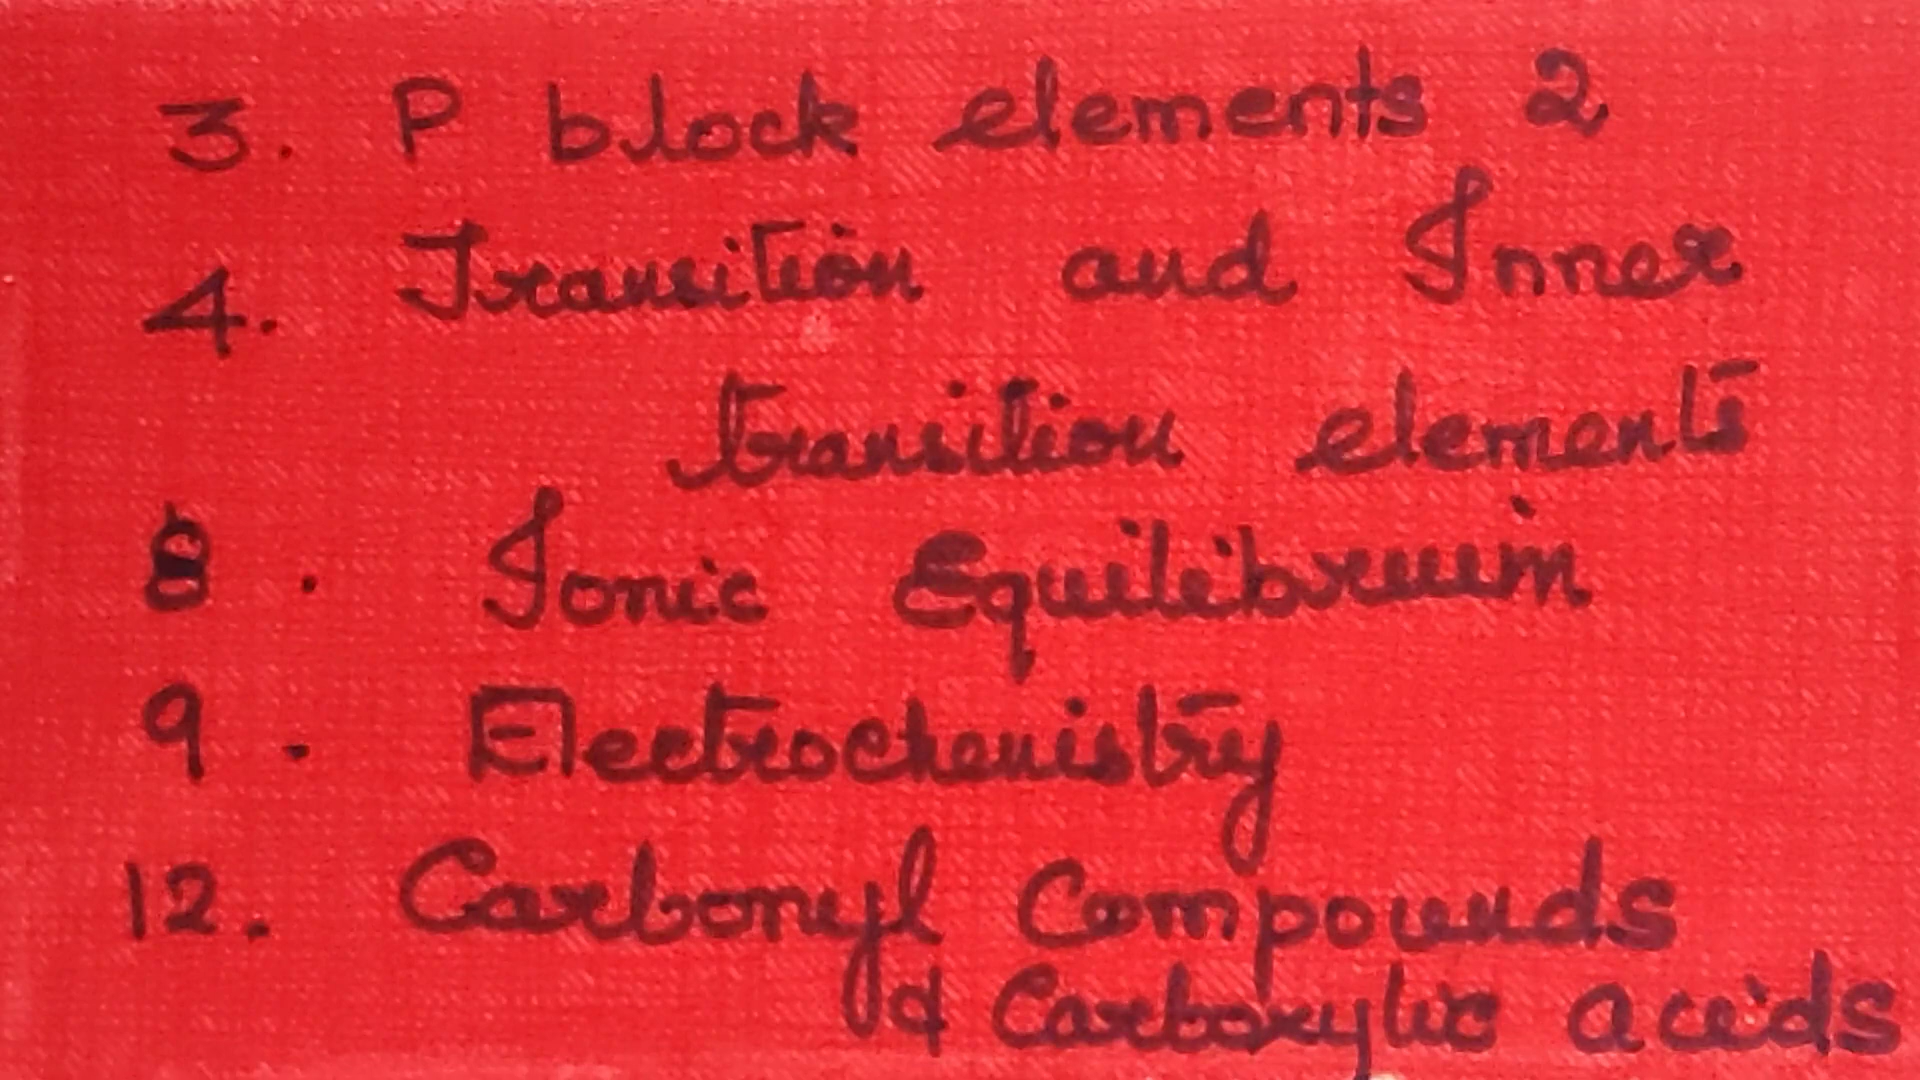 3. P block elements 2
4. Transition and Inner
transition elements
8. Ionic Equilibrium
9. Electrochemistry
12. Carbonyl Compounds
& Carboxylic acids